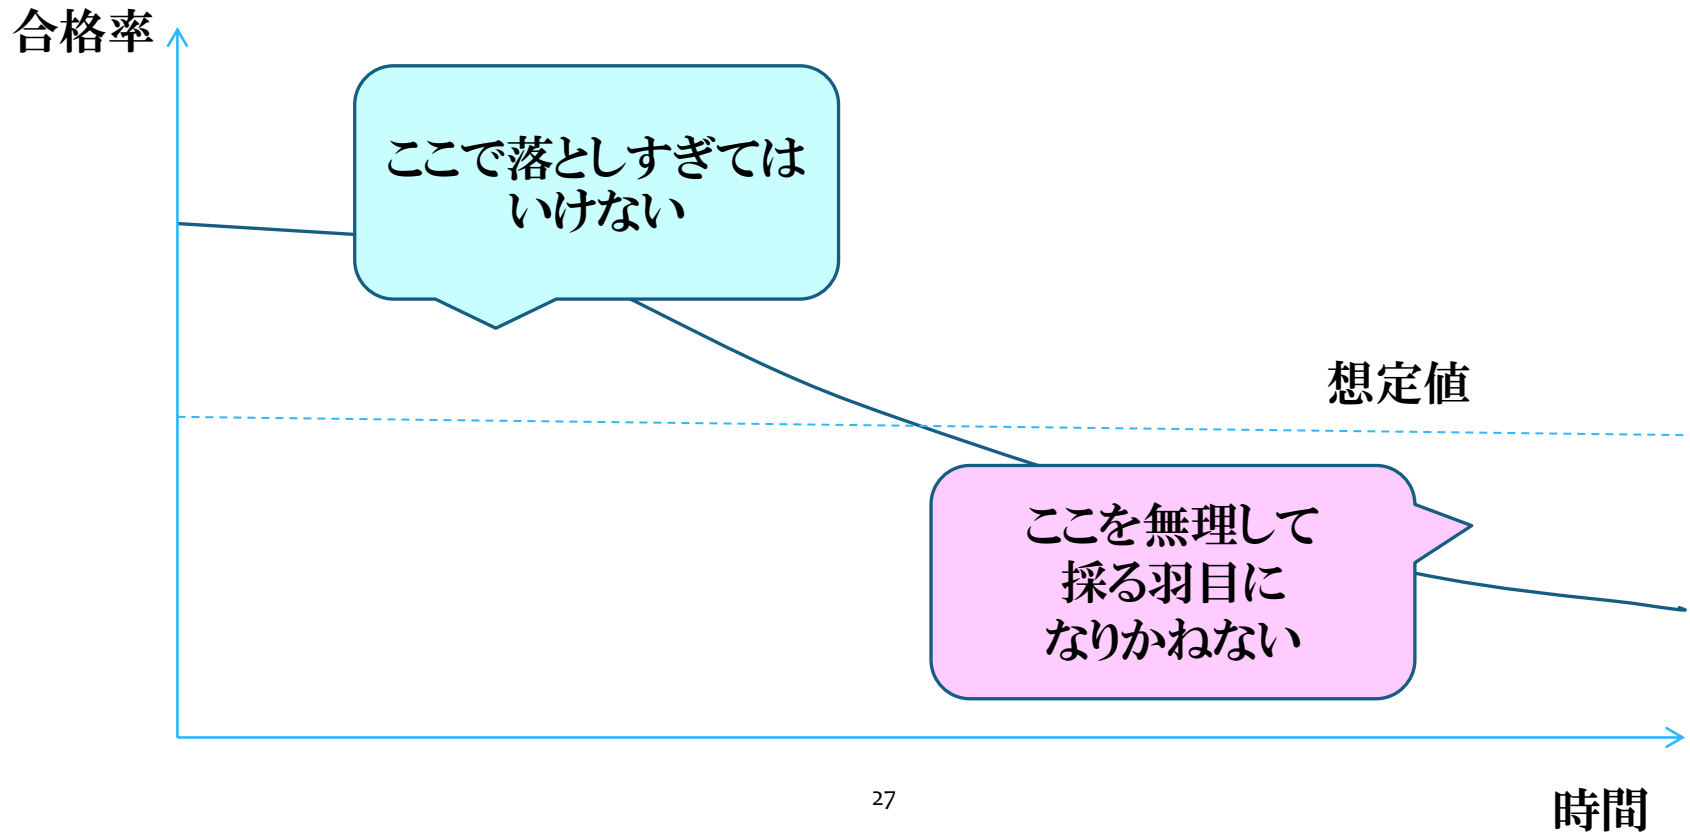 合格率
ここで落としすぎては
いけない
想定値
ここを無理して
採る羽目に
なりかねない
27
時間